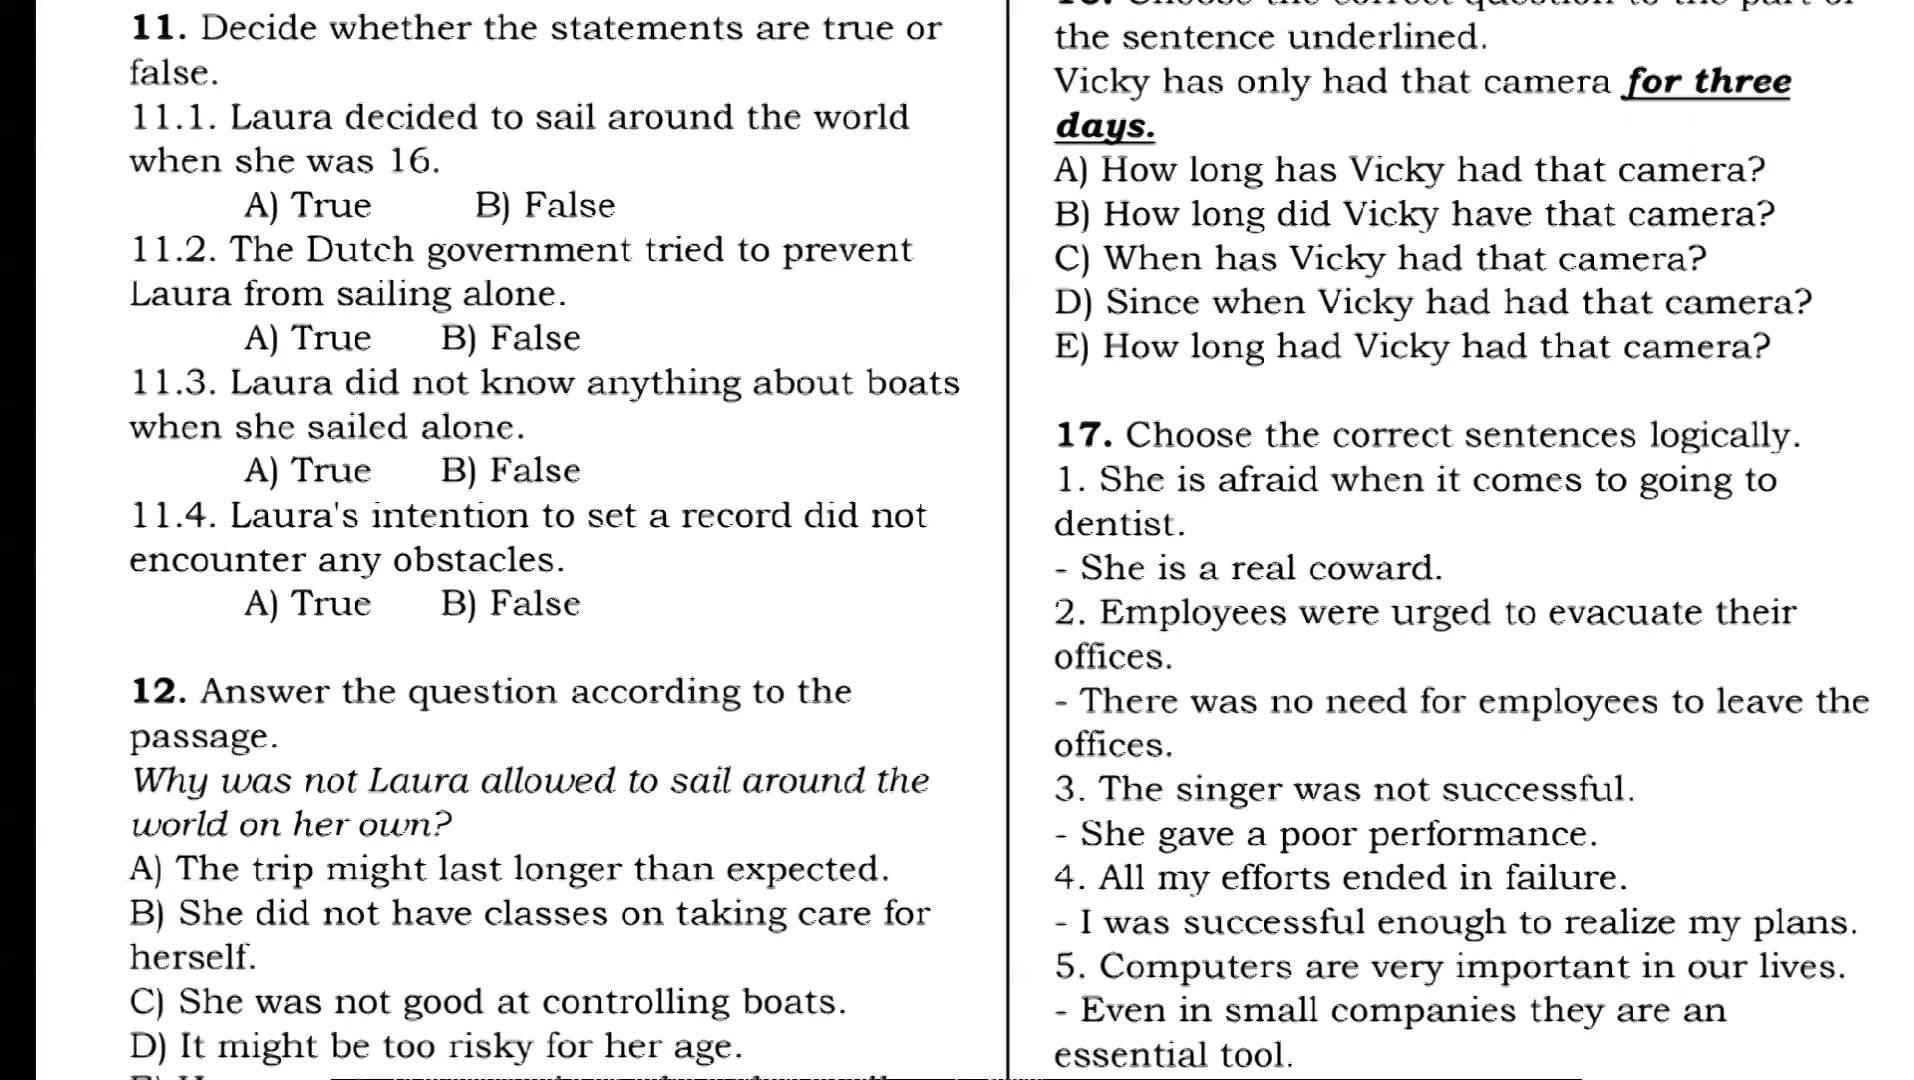 11. Decide whether the statements are true or
false.
11.1. Laura decided to sail around the world
when she was 16.
A) True B) False
11.2. The Dutch government tried to prevent
Laura from sailing alone.
A) True B) False
11.3. Laura did not know anything about boats
when she sailed alone.
A) True B) False
11.4. Laura's intention to set a record did not
encounter any obstacles.
A) True B) False
12. Answer the question according to the
passage.
Why was not Laura allowed to sail around the
world on her own?
A) The trip might last longer than expected.
B) She did not have classes on taking care for
herself.
C) She was not good at controlling boats.
D) It might be too risky for her age.
the sentence underlined.
Vicky has only had that camera for three
days.
A) How long has Vicky had that camera?
B) How long did Vicky have that camera?
C) When has Vicky had that camera?
D) Since when Vicky had had that camera?
E) How long had Vicky had that camera?
17. Choose the correct sentences logically.
1. She is afraid when it comes to going to
dentist.
- She is a real coward.
2. Employees were urged to evacuate their
offices.
- There was no need for employees to leave the
offices.
3. The singer was not successful.
- She gave a poor performance.
4. All my efforts ended in failure.
- I was successful enough to realize my plans.
5. Computers are very important in our lives.
- Even in small companies they are an
essential tool.